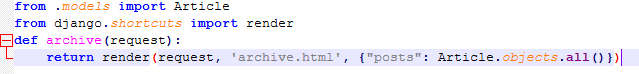 from .models import Article
from django.shortcuts import render
def archive(request):
    return render(request, 'archive.html', {"posts": Article.objects.all()})